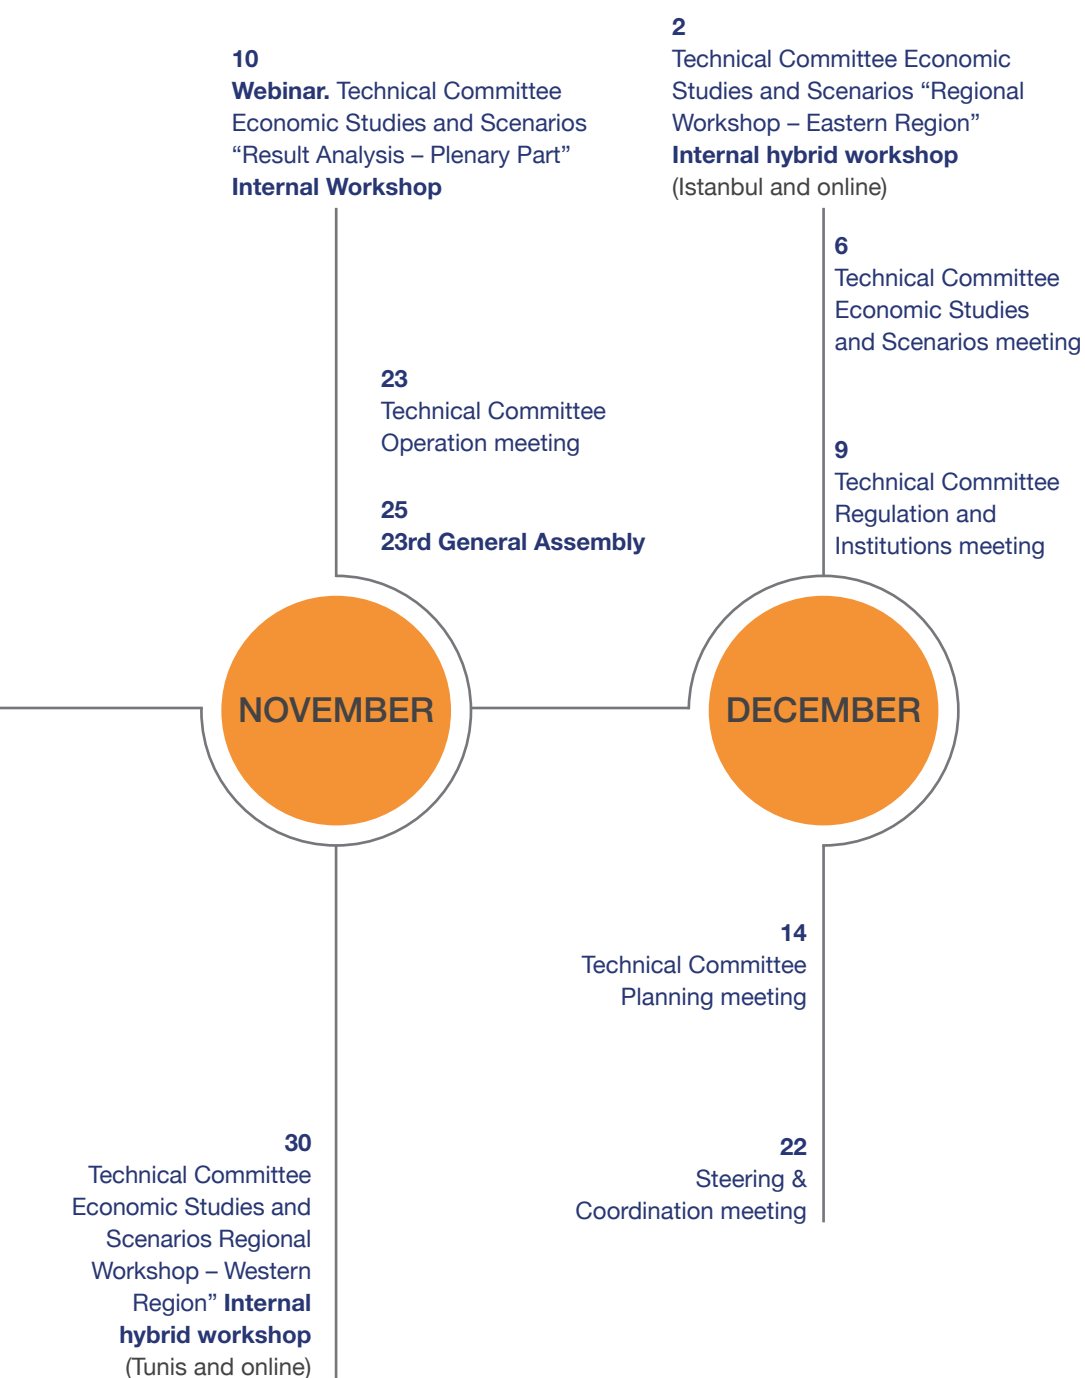 10
Webinar. Technical Committee
Economic Studies and Scenarios
“Result Analysis – Plenary Part”
Internal Workshop
23
Technical Committee
Operation meeting
25
23rd General Assembly
NOVEMBER
30
Technical Committee
Economic Studies and
Scenarios Regional
Workshop – Western
Region” Internal
hybrid workshop
(Tunis and online)
2
Technical Committee Economic
Studies and Scenarios “Regional
Workshop – Eastern Region”
Internal hybrid workshop
(Istanbul and online)
6
Technical Committee
Economic Studies
and Scenarios meeting
9
Technical Committee
Regulation and
Institutions meeting
DECEMBER
14
Technical Committee
Planning meeting
22
Steering &
Coordination meeting